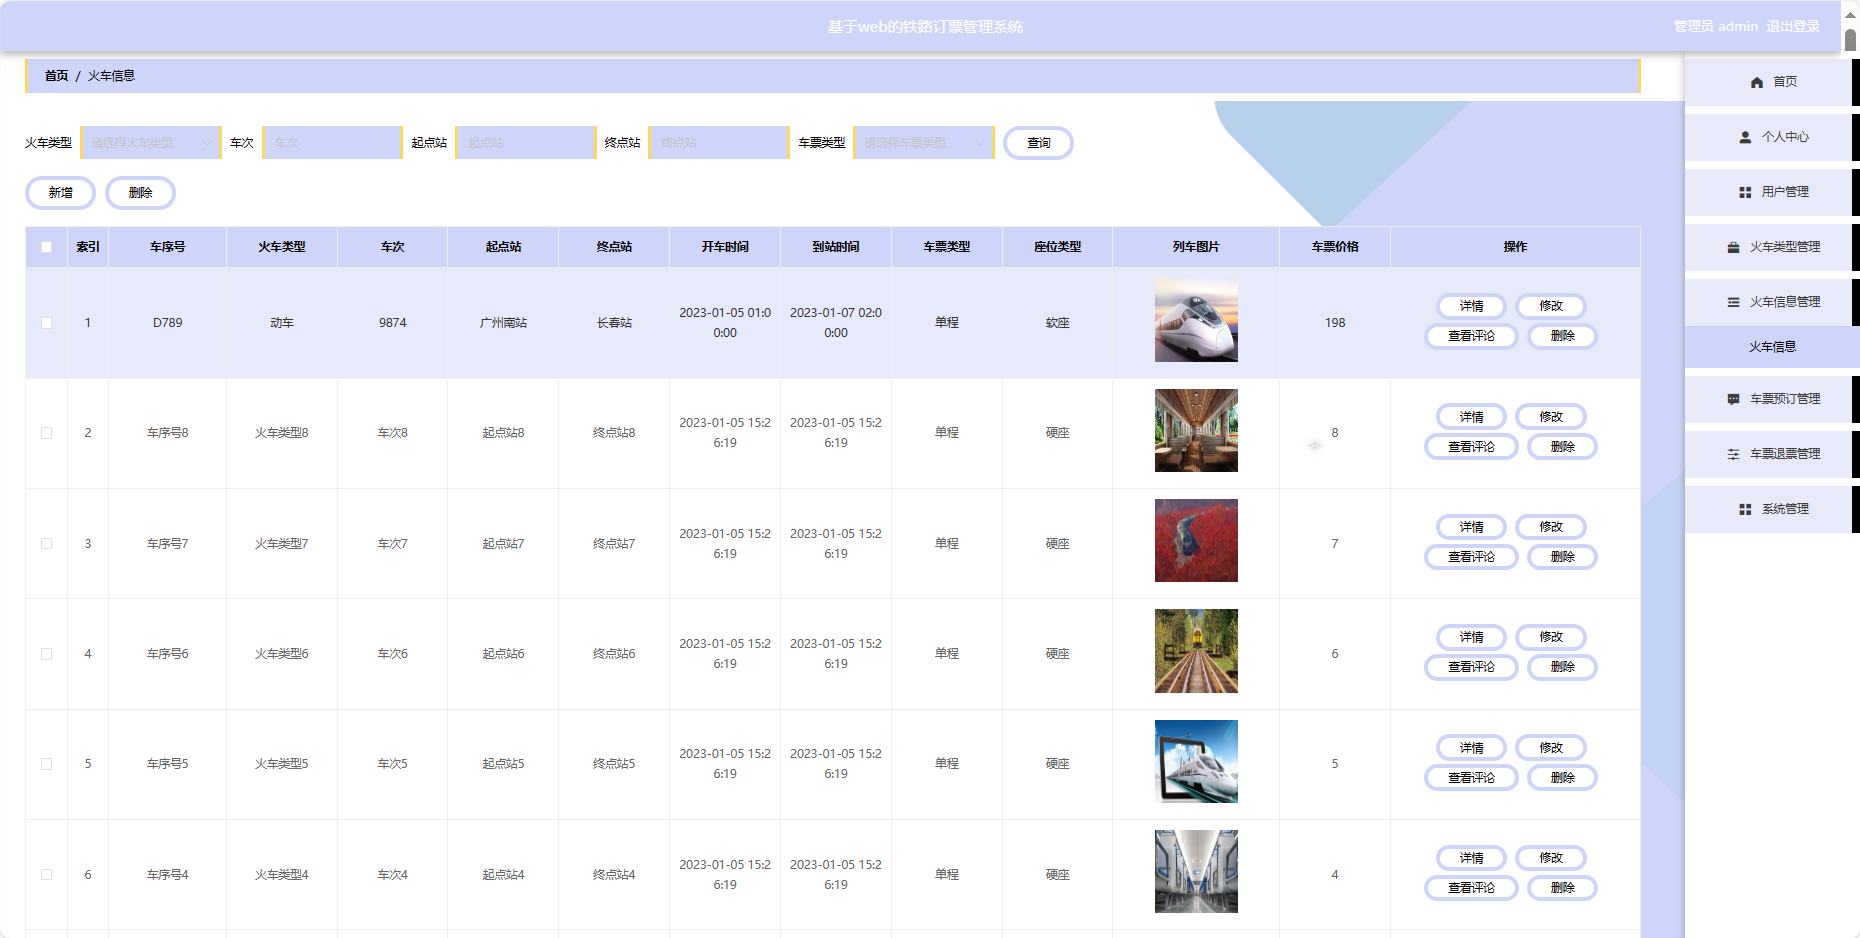 基于web的铁路订票管理系统
管理员 admin 退出登录
首页 / 火车信息
火车类型 请选择火车类型 车次 车次 起点站 起点站 终点站 终点站 车票类型 请选择车票类型 查询
新增 删除
索引 车序号 火车类型 车次 起点站 终点站 开车时间 到站时间 车票类型 座位类型 列车图片 车票价格 操作
1 D789 动车 9874 广州南站 长春站 2023-01-05 01:00:00 2023-01-07 02:00:00 单程 软座 198 详情 修改
查看评论 删除
2 车序号8 火车类型8 车次8 起点站8 终点站8 2023-01-05 15:26:19 2023-01-05 15:26:19 单程 硬座 8 详情 修改
查看评论 删除
3 车序号7 火车类型7 车次7 起点站7 终点站7 2023-01-05 15:26:19 2023-01-05 15:26:19 单程 硬座 7 详情 修改
查看评论 删除
4 车序号6 火车类型6 车次6 起点站6 终点站6 2023-01-05 15:26:19 2023-01-05 15:26:19 单程 硬座 6 详情 修改
查看评论 删除
5 车序号5 火车类型5 车次5 起点站5 终点站5 2023-01-05 15:26:19 2023-01-05 15:26:19 单程 硬座 5 详情 修改
查看评论 删除
6 车序号4 火车类型4 车次4 起点站4 终点站4 2023-01-05 15:26:19 2023-01-05 15:26:19 单程 硬座 4 详情 修改
查看评论 删除
首页
个人中心
用户管理
火车类型管理
火车信息管理
火车信息
车票预订管理
车票退票管理
系统管理